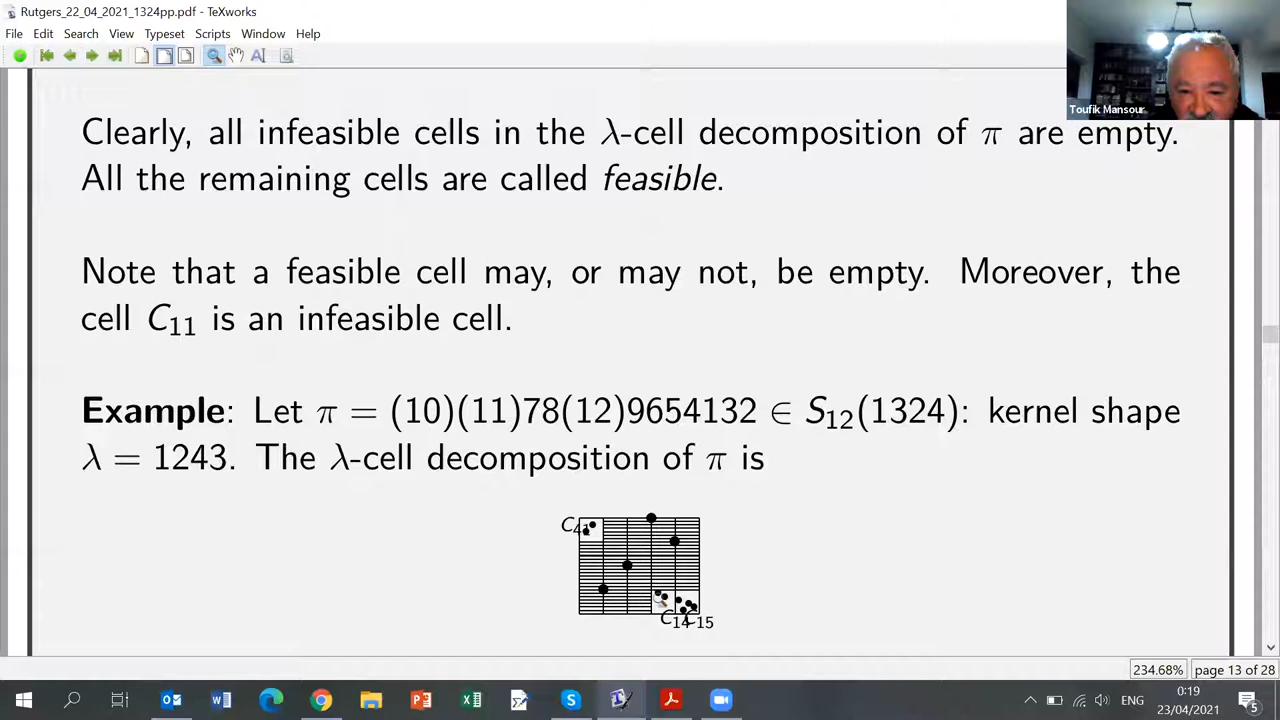 Rutgers_22_04_2021_1324pp.pdf - TeXworks
File Edit Search View Typeset Scripts Window Help
Toufik Mansour
Clearly, all infeasible cells in the λ-cell decomposition of π are empty.
All the remaining cells are called feasible.
Note that a feasible cell may, or may not, be empty. Moreover, the
cell C₁₁ is an infeasible cell.
Example: Let π = (10)(11)78(12)9654132 ∈ S₁₂(1324): kernel shape
λ = 1243. The λ-cell decomposition of π is
C₄₁
C₁₄ C₁₅
234.68% page 13 of 28
ENG
0:19
23/04/2021
5